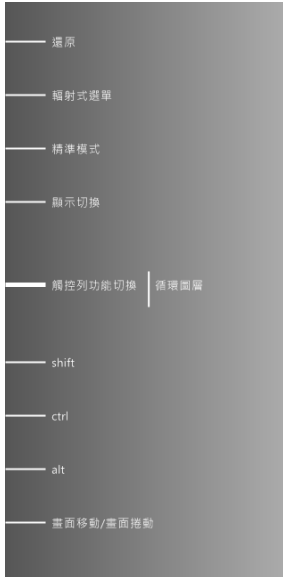 還原
輻射式選單
精準模式
顯示切換
觸控列功能切換 循環圖層
shift
ctrl
alt
畫面移動/畫面捲動